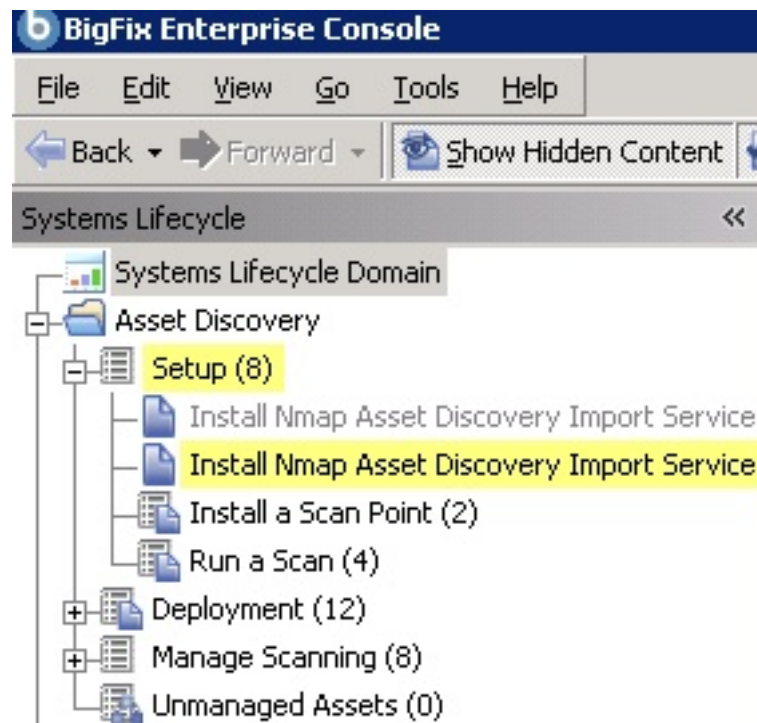 BigFix Enterprise Console
File Edit View Go Tools Help
Back Forward Show Hidden Content
Systems Lifecycle
Systems Lifecycle Domain
Asset Discovery
Setup (8)
Install Nmap Asset Discovery Import Service
Install Nmap Asset Discovery Import Service
Install a Scan Point (2)
Run a Scan (4)
Deployment (12)
Manage Scanning (8)
Unmanaged Assets (0)